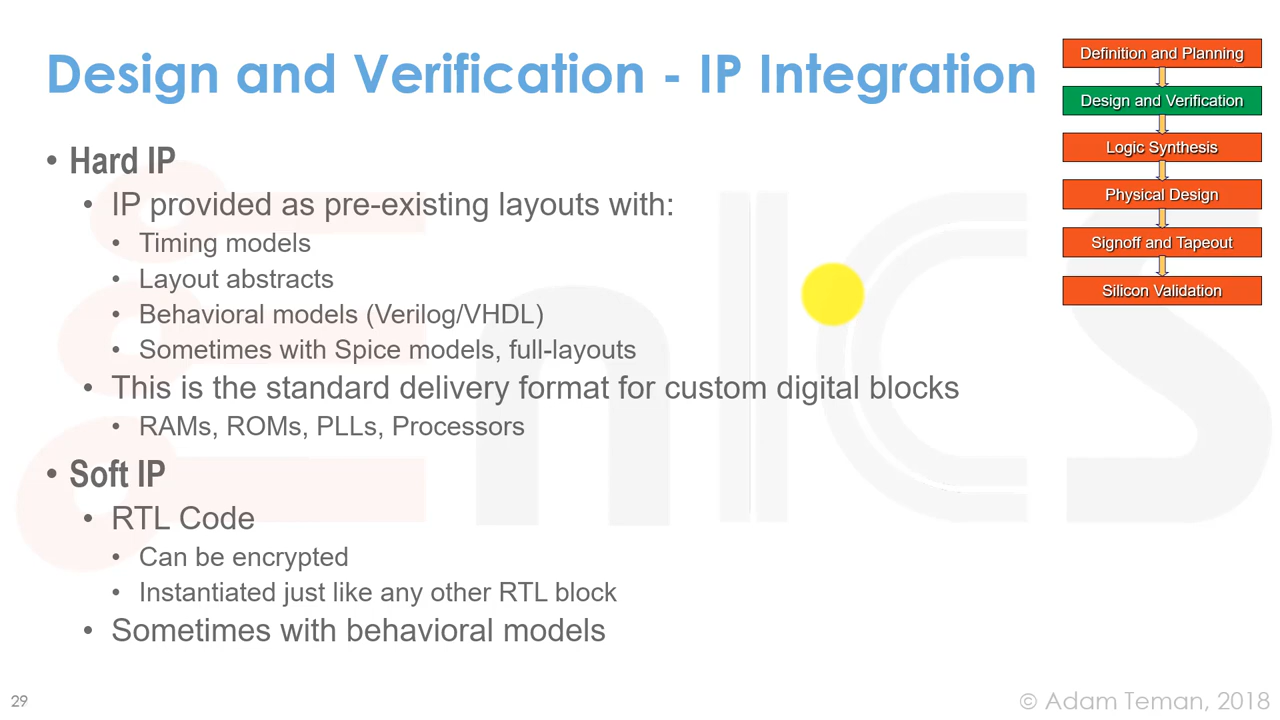 Design and Verification - IP Integration
• Hard IP
• IP provided as pre-existing layouts with:
• Timing models
• Layout abstracts
• Behavioral models (Verilog/VHDL)
• Sometimes with Spice models, full-layouts
• This is the standard delivery format for custom digital blocks
• RAMs, ROMs, PLLs, Processors
• Soft IP
• RTL Code
• Can be encrypted
• Instantiated just like any other RTL block
• Sometimes with behavioral models
Definition and Planning
Design and Verification
Logic Synthesis
Physical Design
Signoff and Tapeout
Silicon Validation
EnICS
29
© Adam Teman, 2018